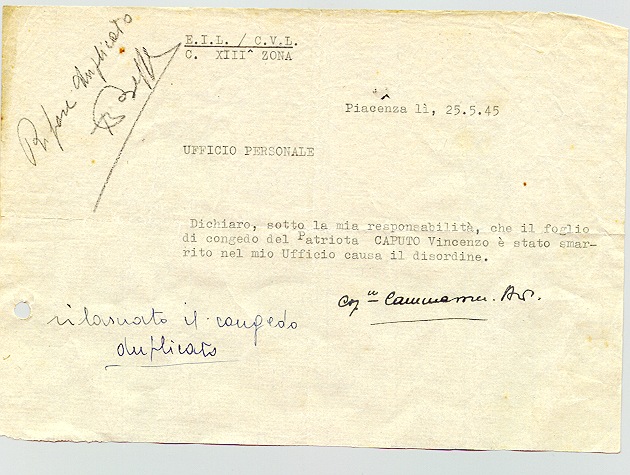 Rifare duplicato
E.I.L. / C.V.L.
C. XIII^ ZONA
Piacenza lì, 25.5.45
UFFICIO PERSONALE
Dichiaro, sotto la mia responsabilità, che il foglio
di congedo del Patriota CAPUTO Vincenzo è stato smar-
rito nel mio Ufficio causa il disordine.
rilasciato il congedo
duplicato